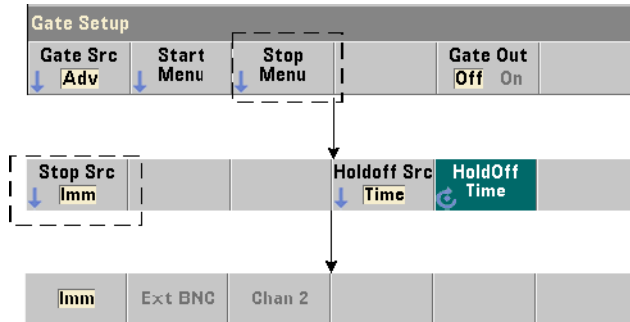 Gate Setup
Gate Src Start Stop Gate Out
Adv Menu Menu Off On
Stop Src Holdoff Src HoldOff
Imm Time Time
Imm Ext BNC Chan 2